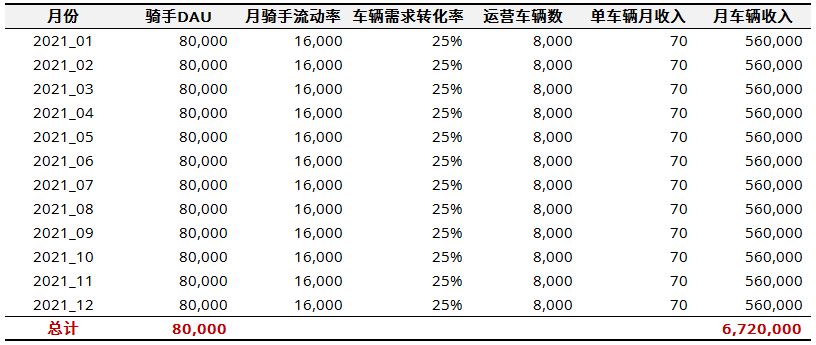 月份 骑手DAU 月骑手流动率 车辆需求转化率 运营车辆数 单车辆月收入 月车辆收入
2021_01 80,000 16,000 25% 8,000 70 560,000
2021_02 80,000 16,000 25% 8,000 70 560,000
2021_03 80,000 16,000 25% 8,000 70 560,000
2021_04 80,000 16,000 25% 8,000 70 560,000
2021_05 80,000 16,000 25% 8,000 70 560,000
2021_06 80,000 16,000 25% 8,000 70 560,000
2021_07 80,000 16,000 25% 8,000 70 560,000
2021_08 80,000 16,000 25% 8,000 70 560,000
2021_09 80,000 16,000 25% 8,000 70 560,000
2021_10 80,000 16,000 25% 8,000 70 560,000
2021_11 80,000 16,000 25% 8,000 70 560,000
2021_12 80,000 16,000 25% 8,000 70 560,000
总计 80,000 6,720,000